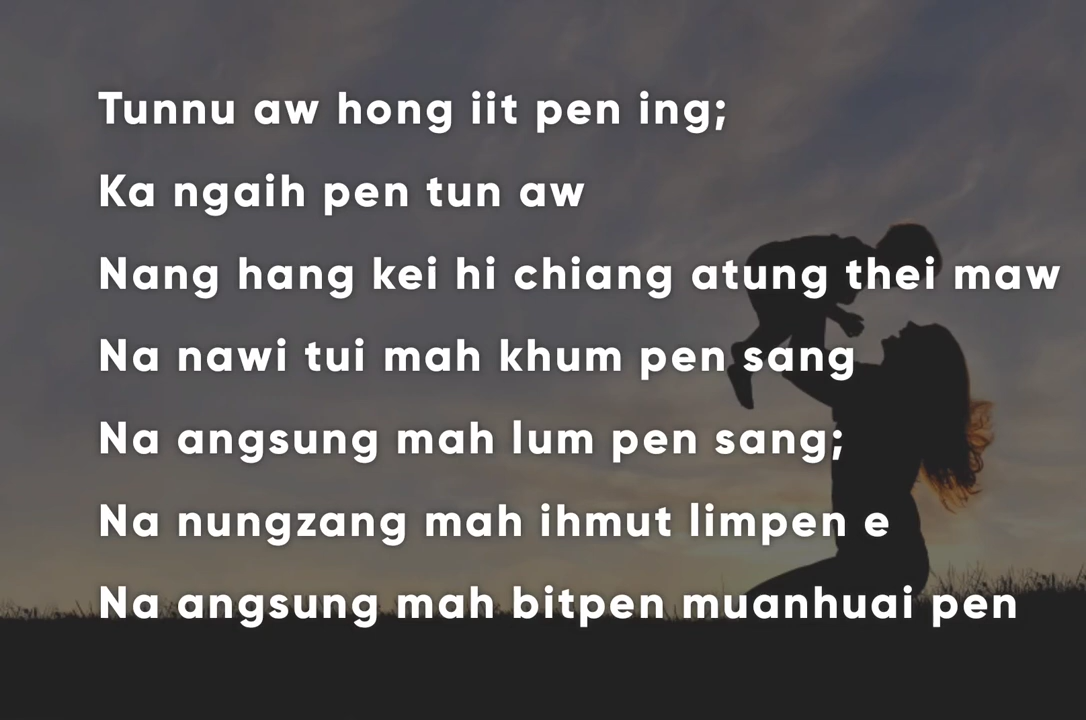 Tunnu aw hong iit pen ing;
Ka ngaih pen tun aw
Nang hang kei hi chiang atung thei maw
Na nawi tui mah khum pen sang
Na angsung mah lum pen sang;
Na nungzang mah ihmut limpen e
Na angsung mah bitpen muanhuai pen